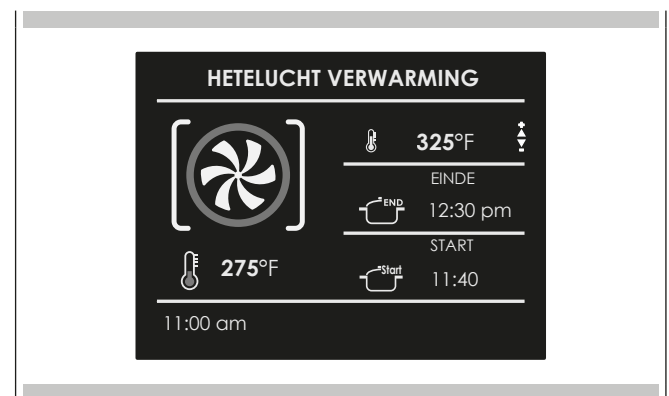 HETELUCHT VERWARMING
325°F
EINDE
END
12:30 pm
START
Start
11:40
275°F
11:00 am